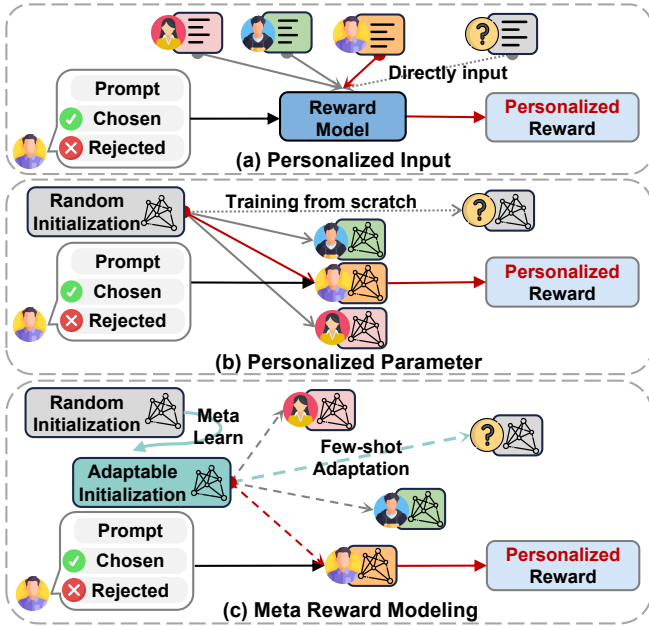 ?
Directly input
Prompt
Chosen
Rejected
Reward
Model
Personalized
Reward
(a) Personalized Input
Random
Initialization
Training from scratch
?
Prompt
Chosen
Rejected
Personalized
Reward
(b) Personalized Parameter
Random
Initialization
Meta
Learn
Few-shot
Adaptation
?
Adaptable
Initialization
Prompt
Chosen
Rejected
Personalized
Reward
(c) Meta Reward Modeling